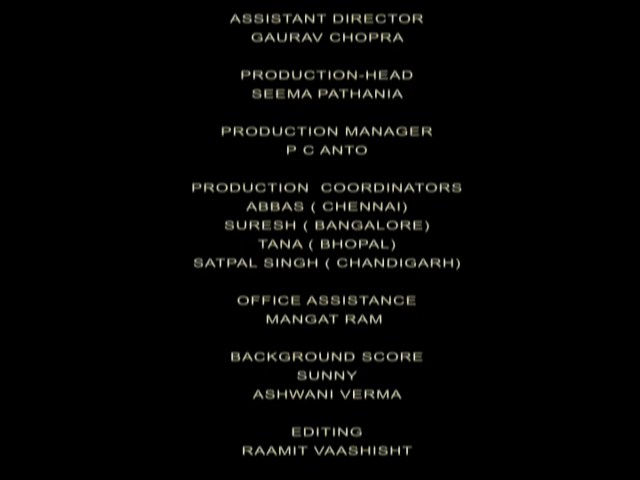 ASSISTANT DIRECTOR
GAURAV CHOPRA
PRODUCTION-HEAD
SEEMA PATHANIA
PRODUCTION MANAGER
P C ANTO
PRODUCTION COORDINATORS
ABBAS ( CHENNAI)
SURESH ( BANGALORE)
TANA ( BHOPAL)
SATPAL SINGH ( CHANDIGARH)
OFFICE ASSISTANCE
MANGAT RAM
BACKGROUND SCORE
SUNNY
ASHWANI VERMA
EDITING
RAAMIT VAASHISHT